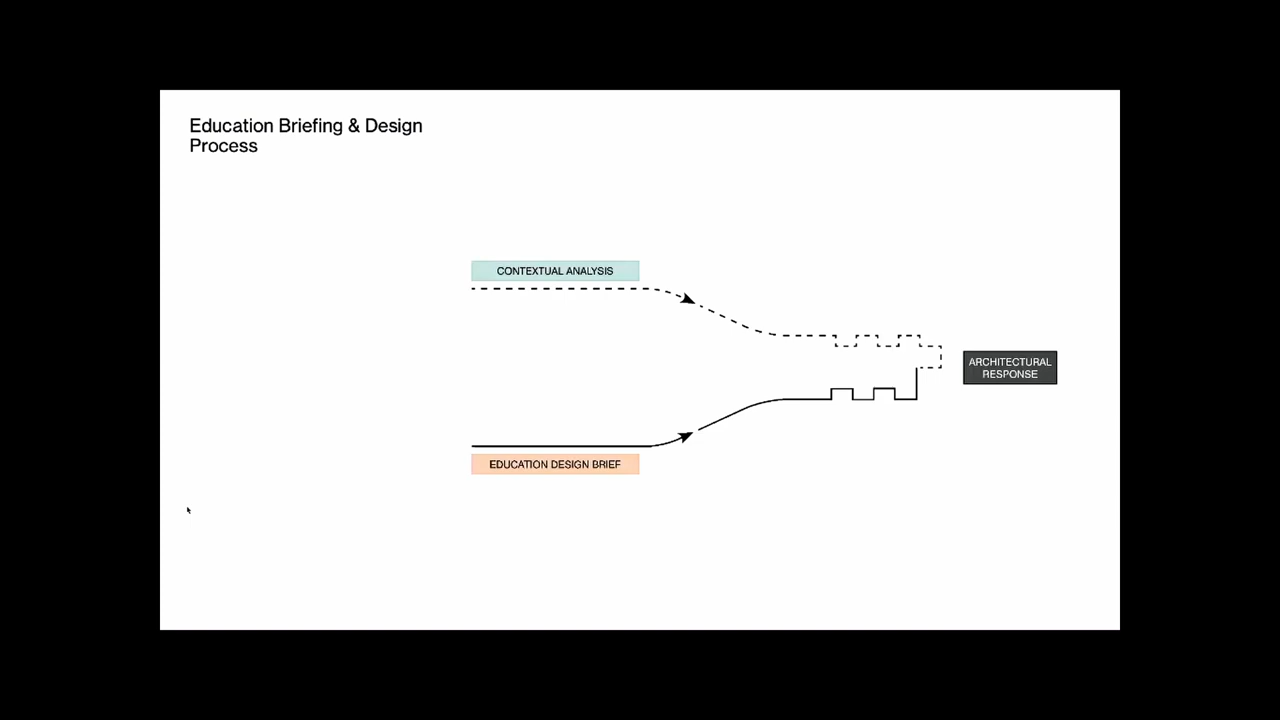 Education Briefing & Design
Process
CONTEXTUAL ANALYSIS
ARCHITECTURAL
RESPONSE
EDUCATION DESIGN BRIEF